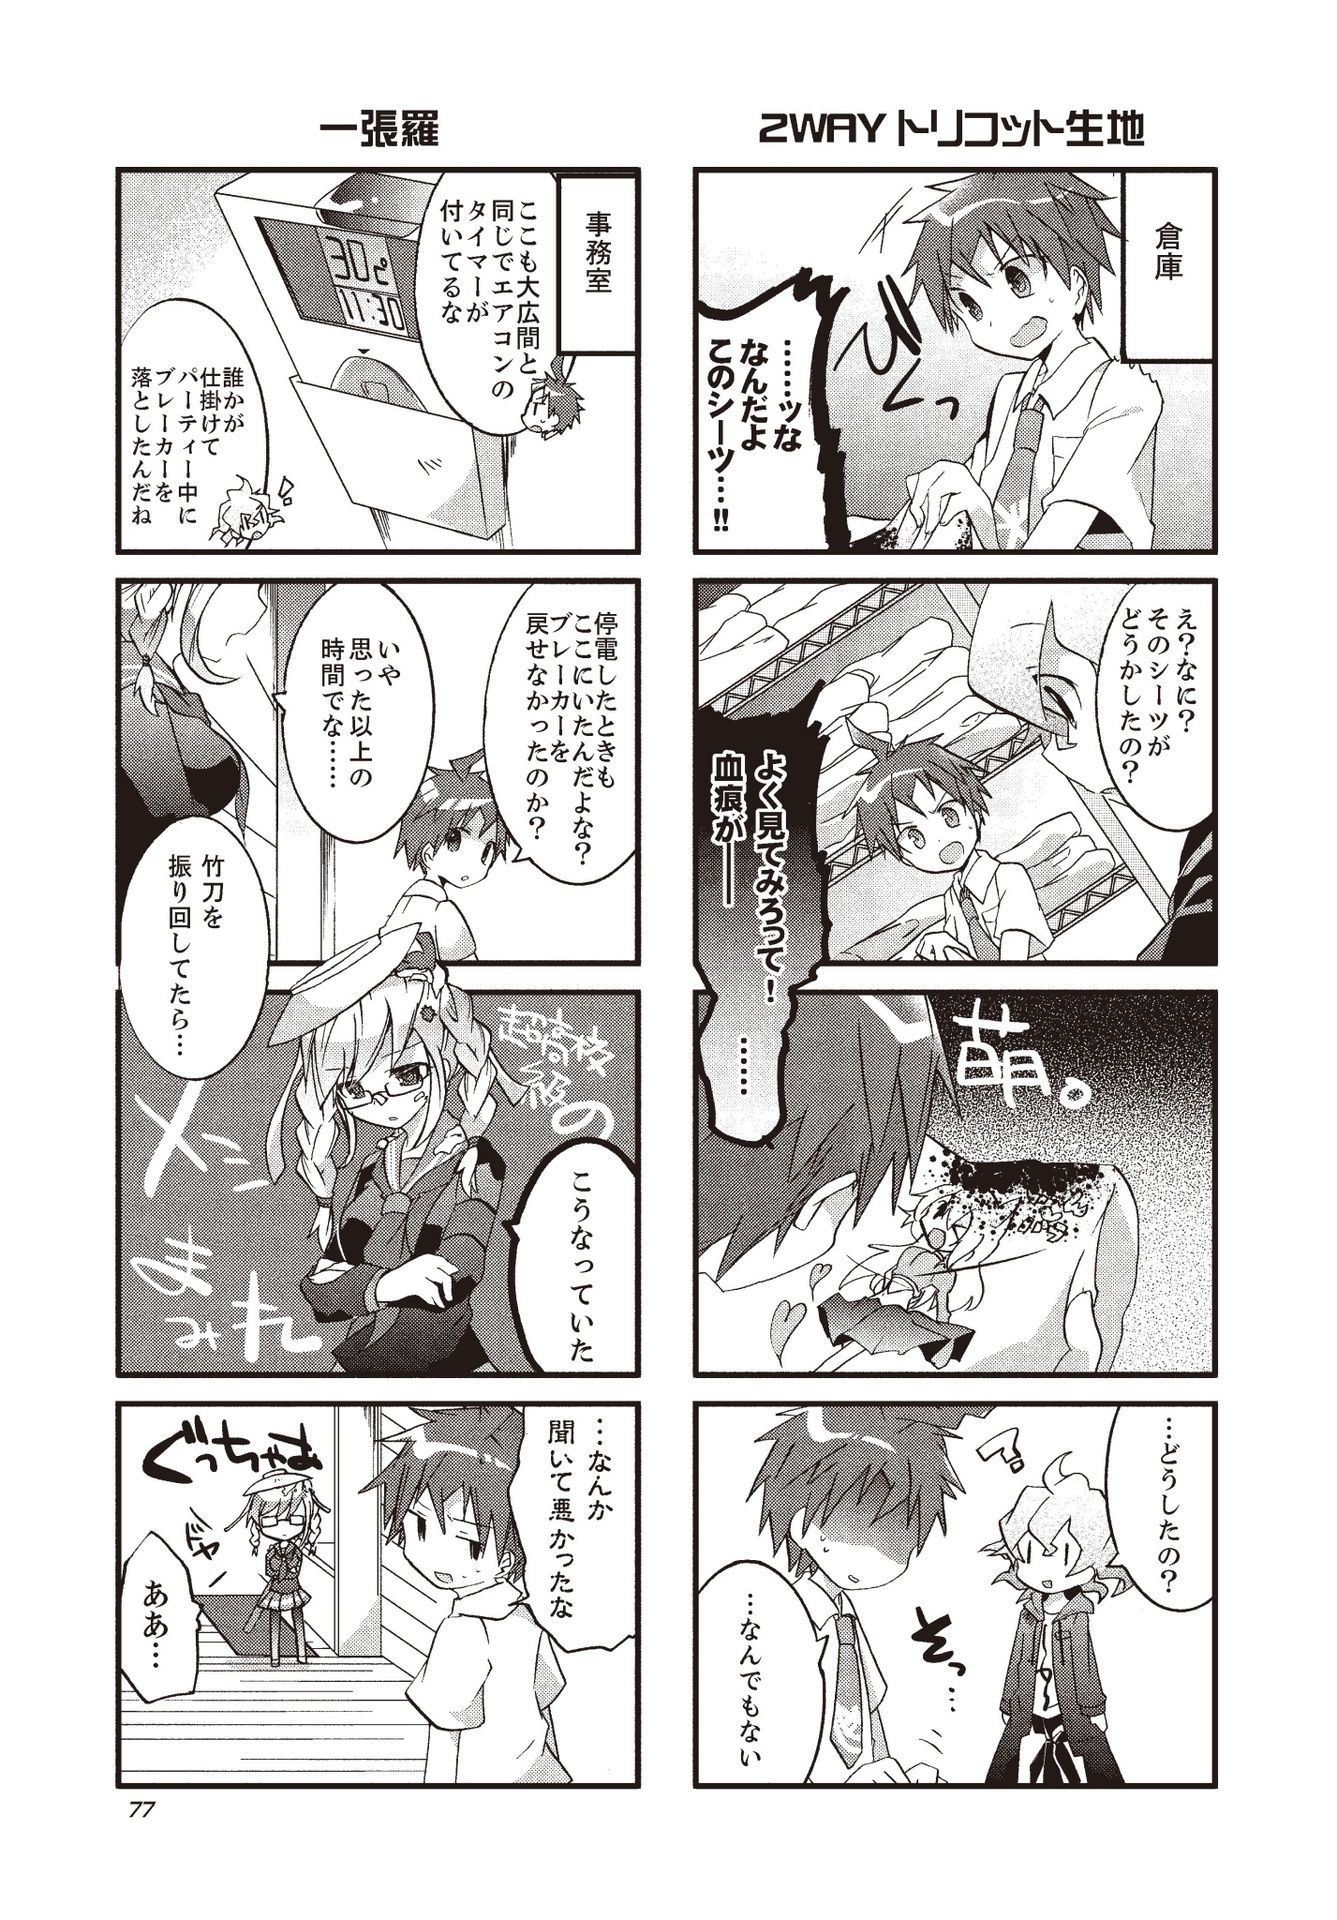 2WAYトリコット生地
倉庫
びくっ
……ッな
なんだよ
このシーツ…!!
え?なに?
そのシーツが
どうかしたの?
よく見てみろって!
血痕が――
……
萌。
…どうしたの?
?
そっ…
…なんでもない
一張羅
事務室
ここも大広間と
同じでエアコンの
タイマーが
付いてるな
30℃
11:30
誰かが
仕掛けて
パーティー中に
ブレーカーを
落としたんだね
停電したときも
ここにいたんだよな?
ブレーカーを
戻せなかったのか?
いや
思った以上の
時間でな……
竹刀を
振り回してたら…
超高校級の
メシ
まみれ
こうなっていた
…なんか
聞いて悪かったな
ぐっちゃぁ
ドヤ
ああ…
77